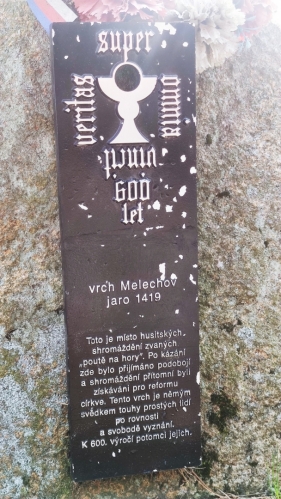 super
veritas
omnia
vincit
600
let
vrch Melechov
jaro 1419
Toto je místo husitských
shromáždění zvaných
„poutě na hory". Po kázání
zde bylo přijímáno podobojí
a shromáždění přítomní byli
získáváni pro reformu
církve. Tento vrch je němým
svědkem touhy prostých lidí
po rovnosti
a svobodě vyznání.
K 600. výročí potomci jejich.